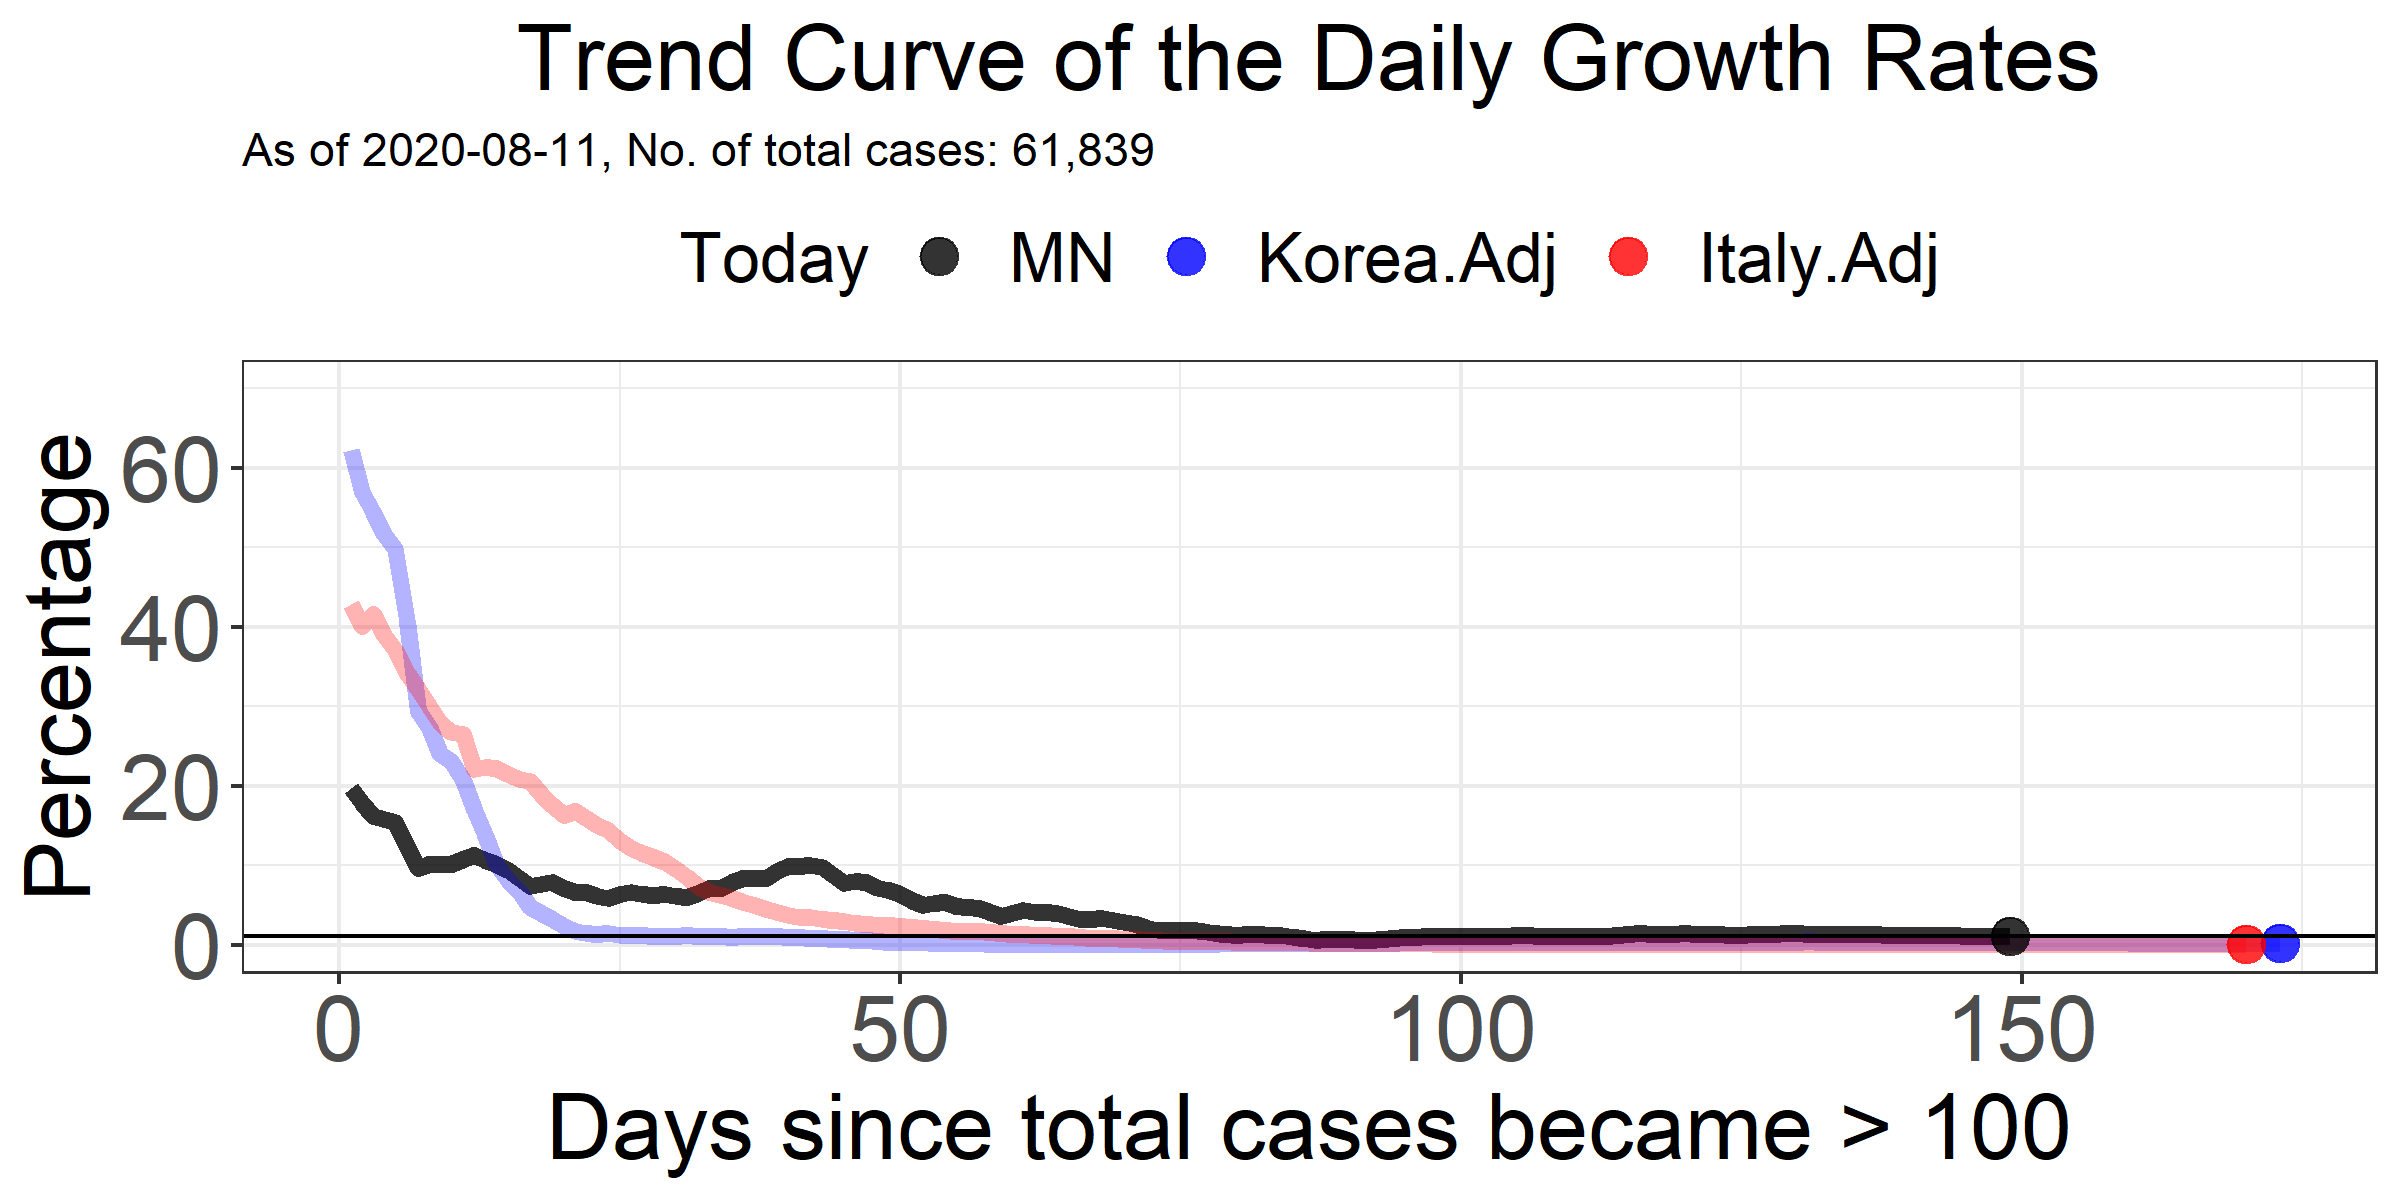 Trend Curve of the Daily Growth Rates
As of 2020-08-11, No. of total cases: 61,839
Today MN Korea.Adj Italy.Adj
Percentage
60
40
20
0
0 50 100 150
Days since total cases became > 100